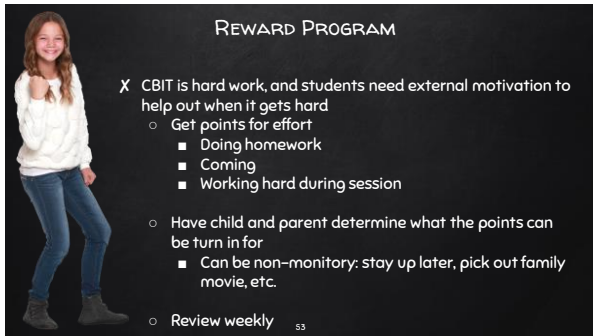 Reward Program
✗ CBIT is hard work, and students need external motivation to
help out when it gets hard
○ Get points for effort
■ Doing homework
■ Coming
■ Working hard during session
○ Have child and parent determine what the points can
be turn in for
■ Can be non-monitory: stay up later, pick out family
movie, etc.
○ Review weekly
53